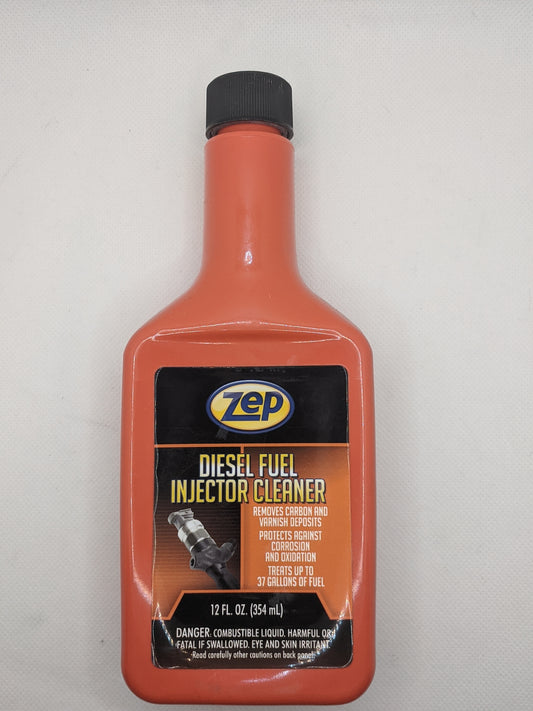 Zep
DIESEL FUEL
INJECTOR CLEANER
REMOVES CARBON AND
VARNISH DEPOSITS
PROTECTS AGAINST
CORROSION
AND OXIDATION
TREATS UP TO
37 GALLONS OF FUEL
12 FL. OZ. (354 mL)
DANGER: COMBUSTIBLE LIQUID. HARMFUL OR
FATAL IF SWALLOWED. EYE AND SKIN IRRITANT.
Read carefully other cautions on back panel.